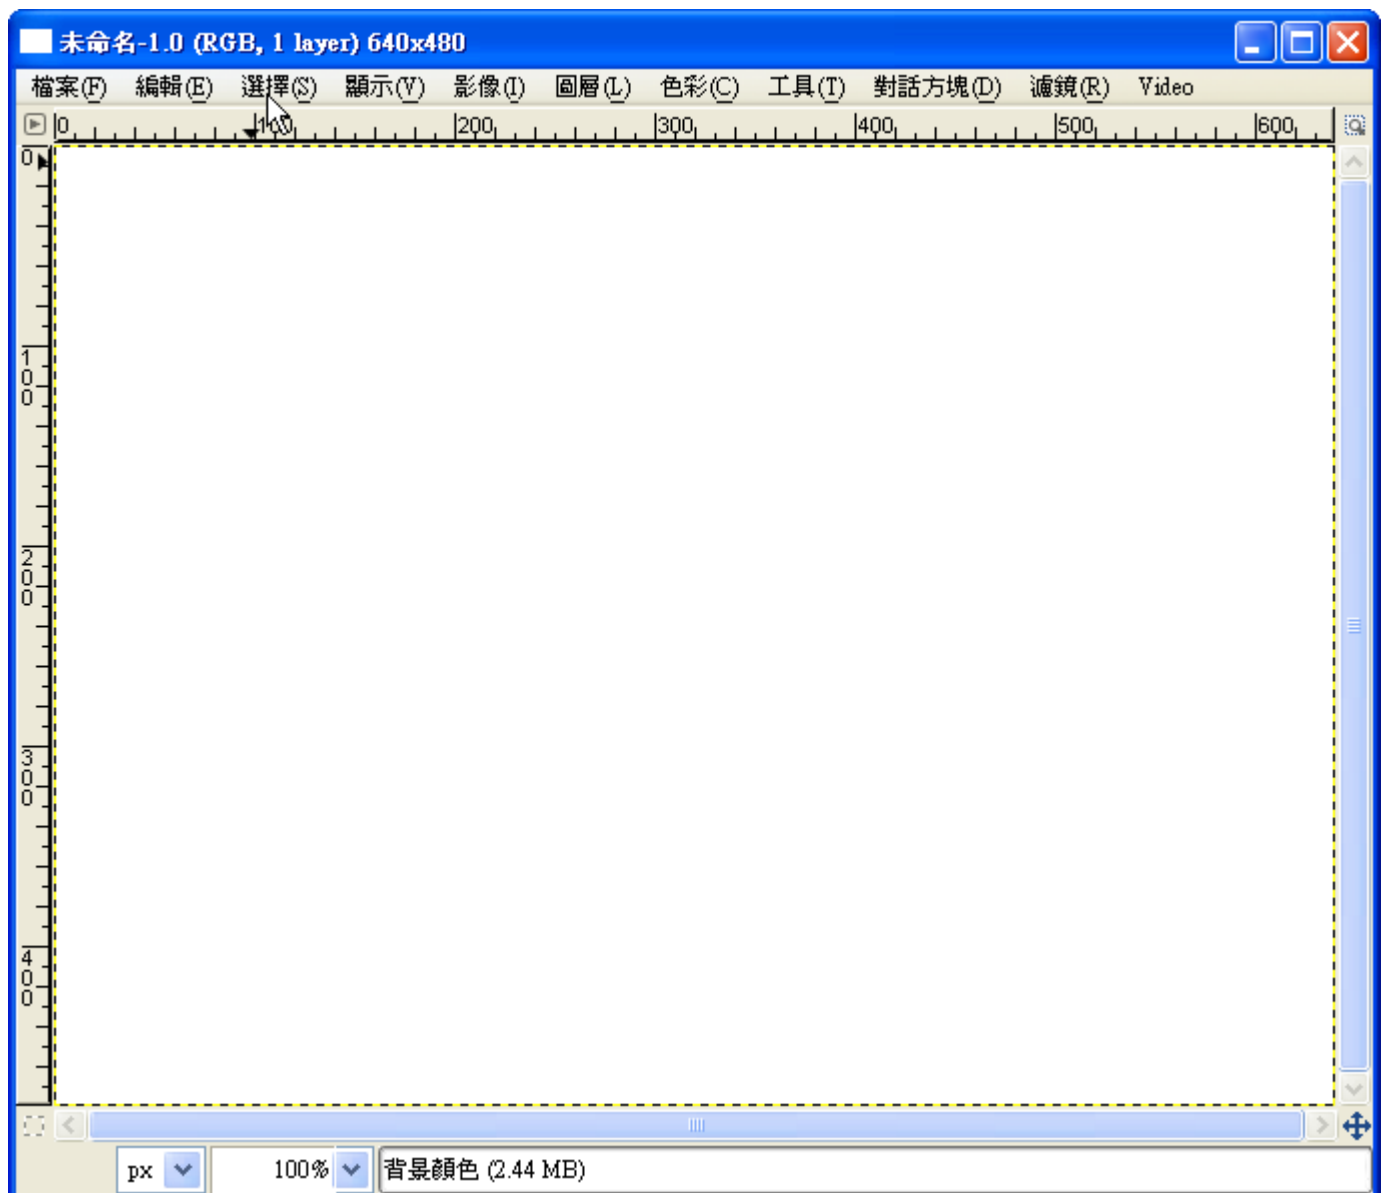 未命名-1.0 (RGB, 1 layer) 640x480
檔案(F) 編輯(E) 選擇(S) 顯示(V) 影像(I) 圖層(L) 色彩(C) 工具(T) 對話方塊(D) 濾鏡(R) Video
0 100 200 300 400 500 600
0
100
200
300
400
px 100% 背景顏色 (2.44 MB)